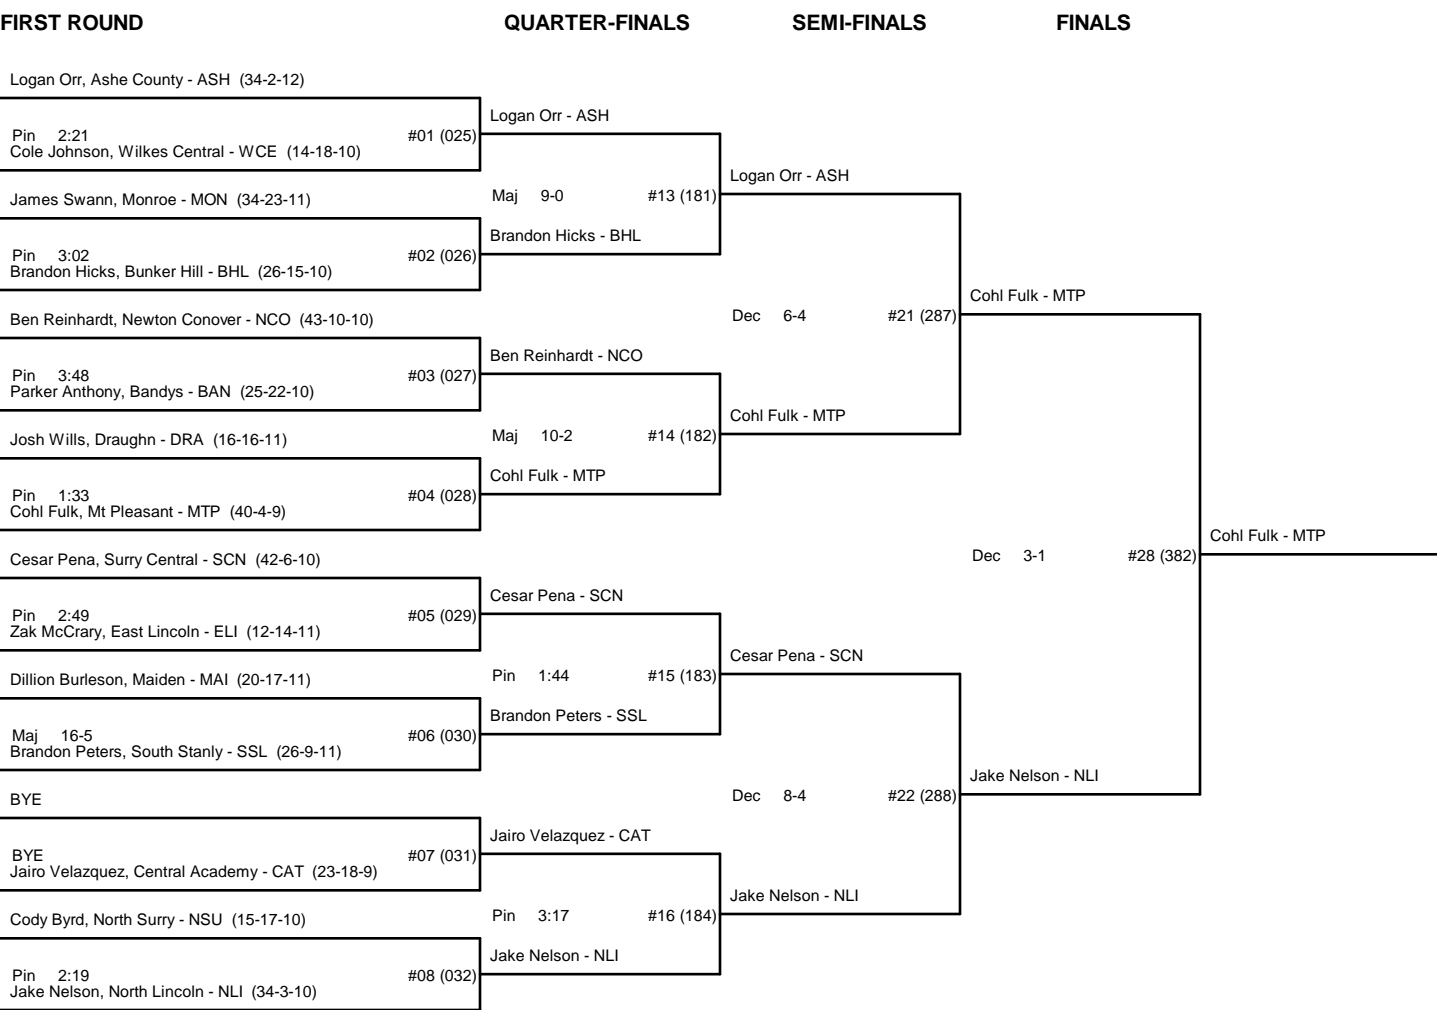 FIRST ROUND
QUARTER-FINALS
SEMI-FINALS
FINALS
Logan Orr, Ashe County - ASH (34-2-12)
Pin 2:21 #01 (025)
Cole Johnson, Wilkes Central - WCE (14-18-10)
James Swann, Monroe - MON (34-23-11)
Pin 3:02 #02 (026)
Brandon Hicks, Bunker Hill - BHL (26-15-10)
Ben Reinhardt, Newton Conover - NCO (43-10-10)
Pin 3:48 #03 (027)
Parker Anthony, Bandys - BAN (25-22-10)
Josh Wills, Draughn - DRA (16-16-11)
Pin 1:33 #04 (028)
Cohl Fulk, Mt Pleasant - MTP (40-4-9)
Cesar Pena, Surry Central - SCN (42-6-10)
Pin 2:49 #05 (029)
Zak McCrary, East Lincoln - ELI (12-14-11)
Dillion Burleson, Maiden - MAI (20-17-11)
Maj 16-5 #06 (030)
Brandon Peters, South Stanly - SSL (26-9-11)
BYE
BYE #07 (031)
Jairo Velazquez, Central Academy - CAT (23-18-9)
Cody Byrd, North Surry - NSU (15-17-10)
Pin 2:19 #08 (032)
Jake Nelson, North Lincoln - NLI (34-3-10)
Logan Orr - ASH
Maj 9-0 #13 (181)
Brandon Hicks - BHL
Ben Reinhardt - NCO
Maj 10-2 #14 (182)
Cohl Fulk - MTP
Cesar Pena - SCN
Pin 1:44 #15 (183)
Brandon Peters - SSL
Jairo Velazquez - CAT
Pin 3:17 #16 (184)
Jake Nelson - NLI
Logan Orr - ASH
Dec 6-4 #21 (287)
Cohl Fulk - MTP
Cesar Pena - SCN
Dec 8-4 #22 (288)
Jake Nelson - NLI
Cohl Fulk - MTP
Dec 3-1 #28 (382)
Jake Nelson - NLI
Cohl Fulk - MTP